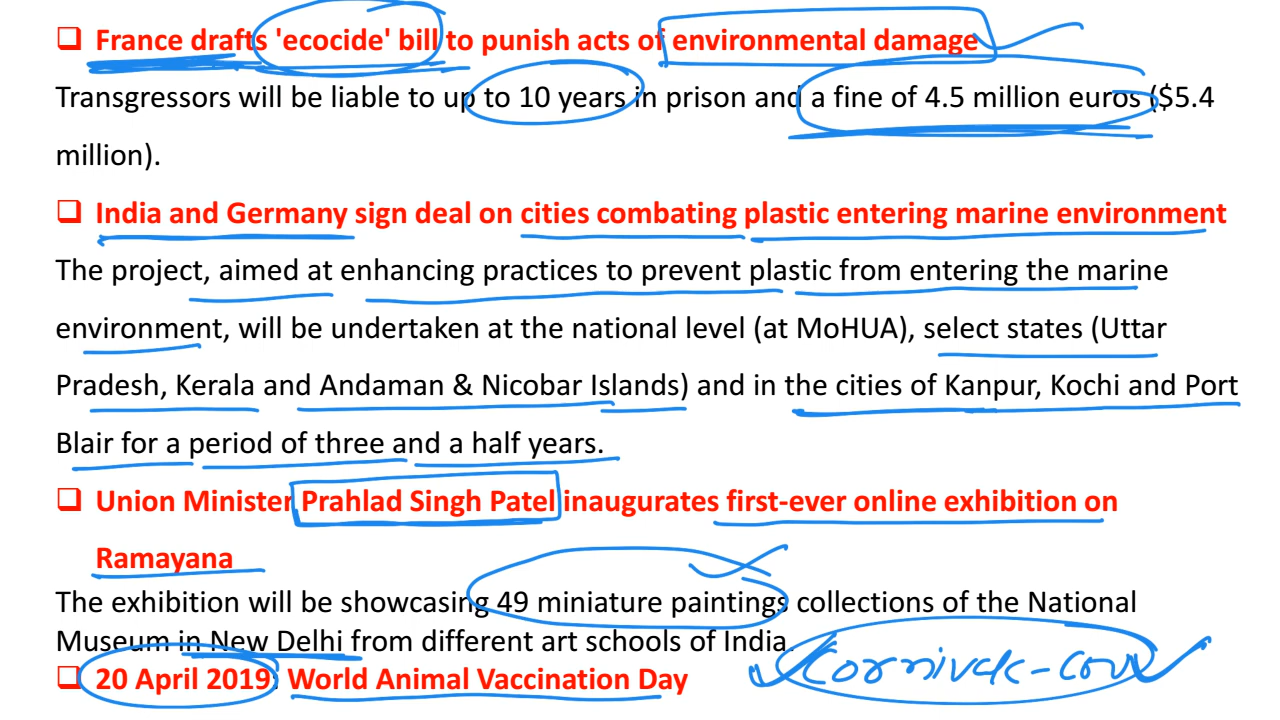 ❑ France drafts 'ecocide' bill to punish acts of environmental damage
Transgressors will be liable to up to 10 years in prison and a fine of 4.5 million euros ($5.4
million).
❑ India and Germany sign deal on cities combating plastic entering marine environment
The project, aimed at enhancing practices to prevent plastic from entering the marine
environment, will be undertaken at the national level (at MoHUA), select states (Uttar
Pradesh, Kerala and Andaman & Nicobar Islands) and in the cities of Kanpur, Kochi and Port
Blair for a period of three and a half years.
❑ Union Minister Prahlad Singh Patel inaugurates first-ever online exhibition on
Ramayana
The exhibition will be showcasing 49 miniature paintings collections of the National
Museum in New Delhi from different art schools of India.
❑ 20 April 2019: World Animal Vaccination Day